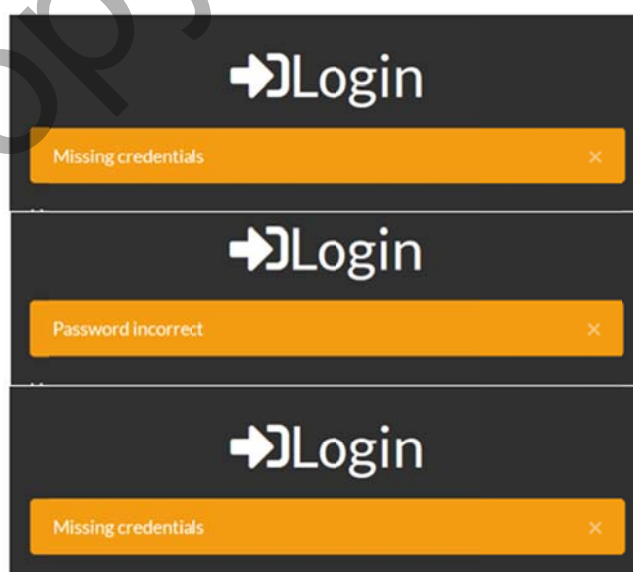 Login
Missing credentials ×
Login
Password incorrect ×
Login
Missing credentials ×